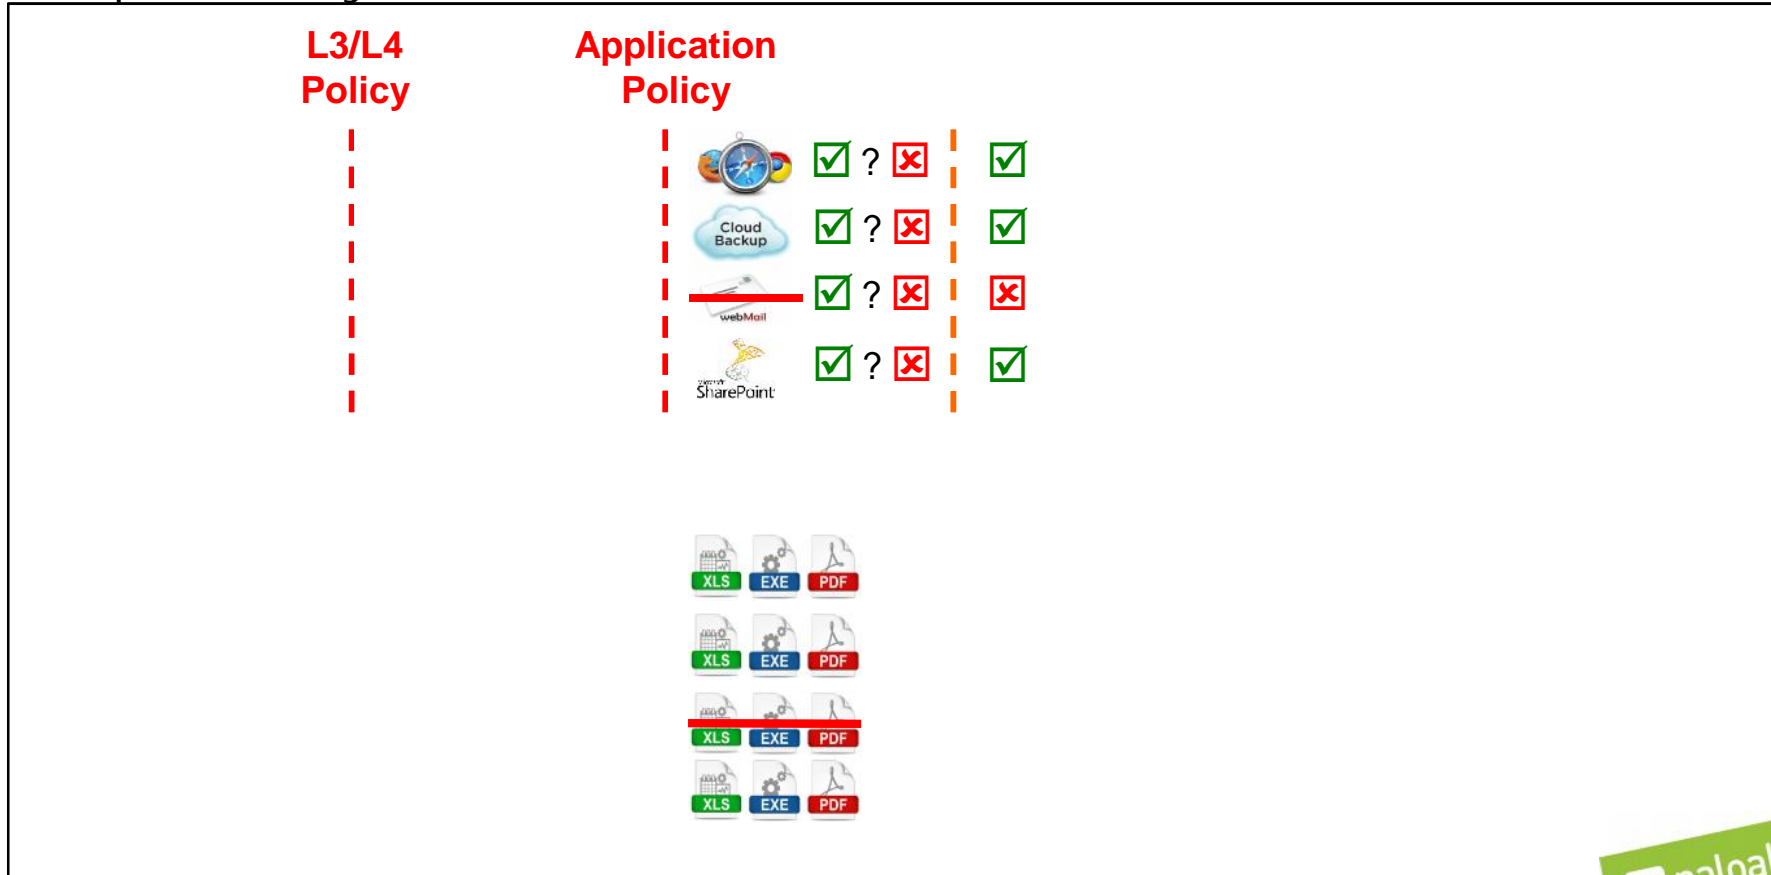 L3/L4
Policy
Application
Policy
?
Cloud
Backup
?
webMail
?
SharePoint
?
XLS EXE PDF
XLS EXE PDF
XLS EXE PDF
XLS EXE PDF